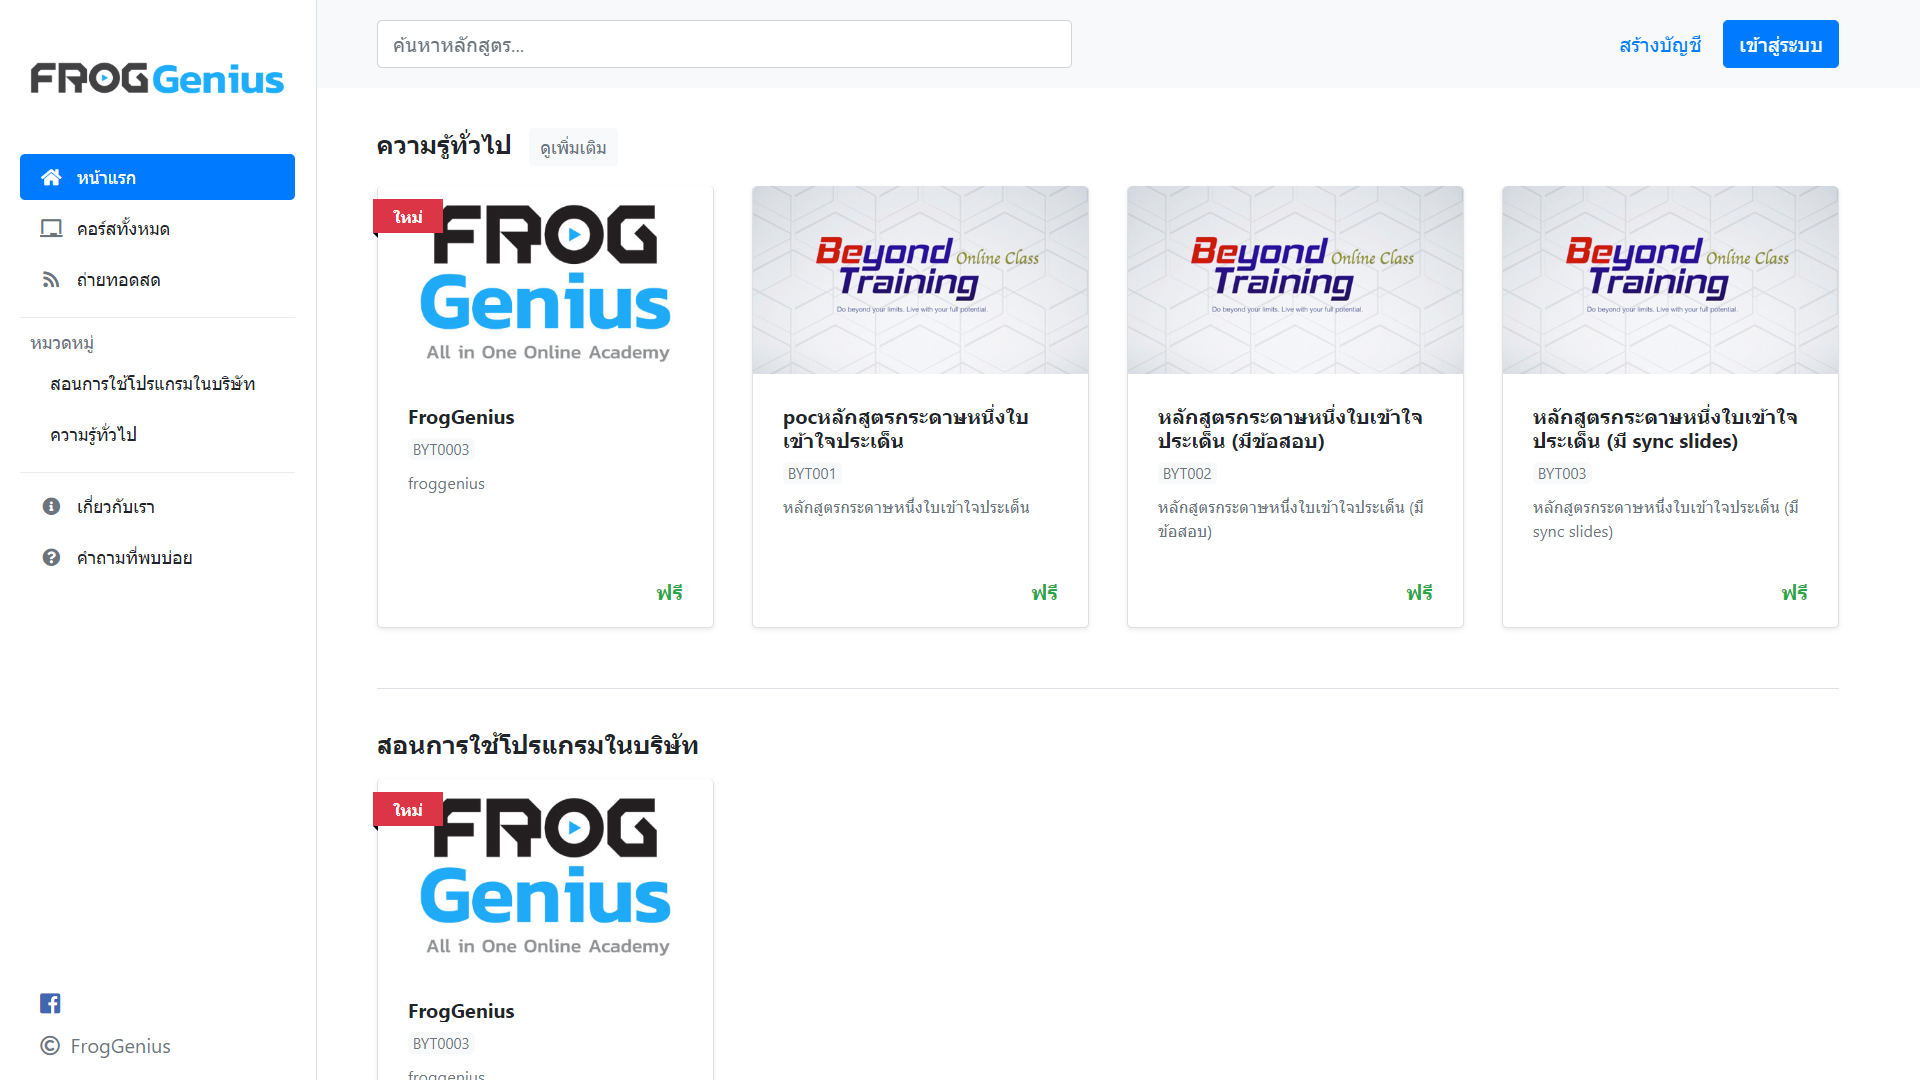 FROG Genius
หน้าแรก
คอร์สทั้งหมด
ถ่ายทอดสด
หมวดหมู่
สอนการใช้โปรแกรมในบริษัท
ความรู้ทั่วไป
เกี่ยวกับเรา
คำถามที่พบบ่อย
FrogGenius
ค้นหาหลักสูตร...
สร้างบัญชี
เข้าสู่ระบบ
ความรู้ทั่วไป
ดูเพิ่มเติม
ใหม่
FROG
Genius
All in One Online Academy
FrogGenius
BYT0003
froggenius
ฟรี
Beyond Online Class
Training
Do beyond your limits. Live with your full potential.
pocหลักสูตรกระดาษหนึ่งใบ
เข้าใจประเด็น
BYT001
หลักสูตรกระดาษหนึ่งใบเข้าใจประเด็น
ฟรี
Beyond Online Class
Training
Do beyond your limits. Live with your full potential.
หลักสูตรกระดาษหนึ่งใบเข้าใจ
ประเด็น (มีข้อสอบ)
BYT002
หลักสูตรกระดาษหนึ่งใบเข้าใจประเด็น (มี
ข้อสอบ)
ฟรี
Beyond Online Class
Training
Do beyond your limits. Live with your full potential.
หลักสูตรกระดาษหนึ่งใบเข้าใจ
ประเด็น (มี sync slides)
BYT003
หลักสูตรกระดาษหนึ่งใบเข้าใจประเด็น (มี
sync slides)
ฟรี
สอนการใช้โปรแกรมในบริษัท
ใหม่
FROG
Genius
All in One Online Academy
FrogGenius
BYT0003
froggenius